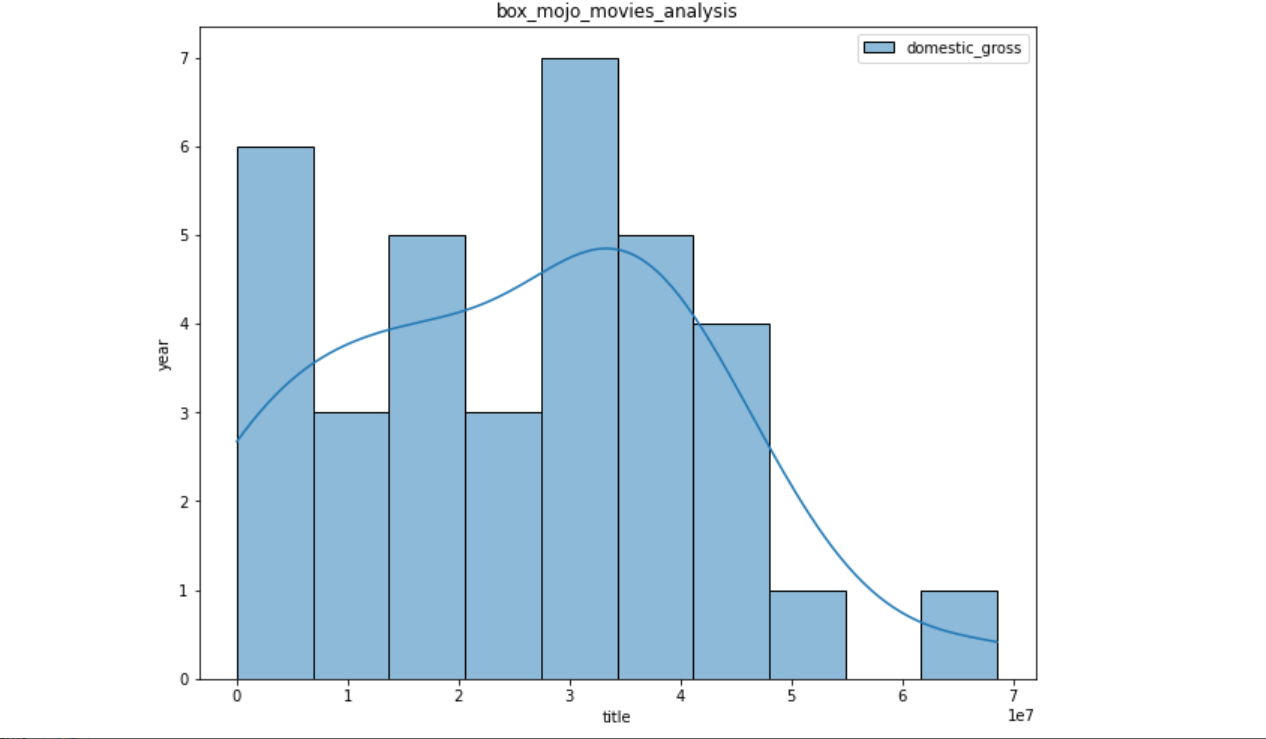 box_mojo_movies_analysis
domestic_gross
7
6
5
4
3
2
1
0
year
0 1 2 3 4 5 6 7
1e7
title